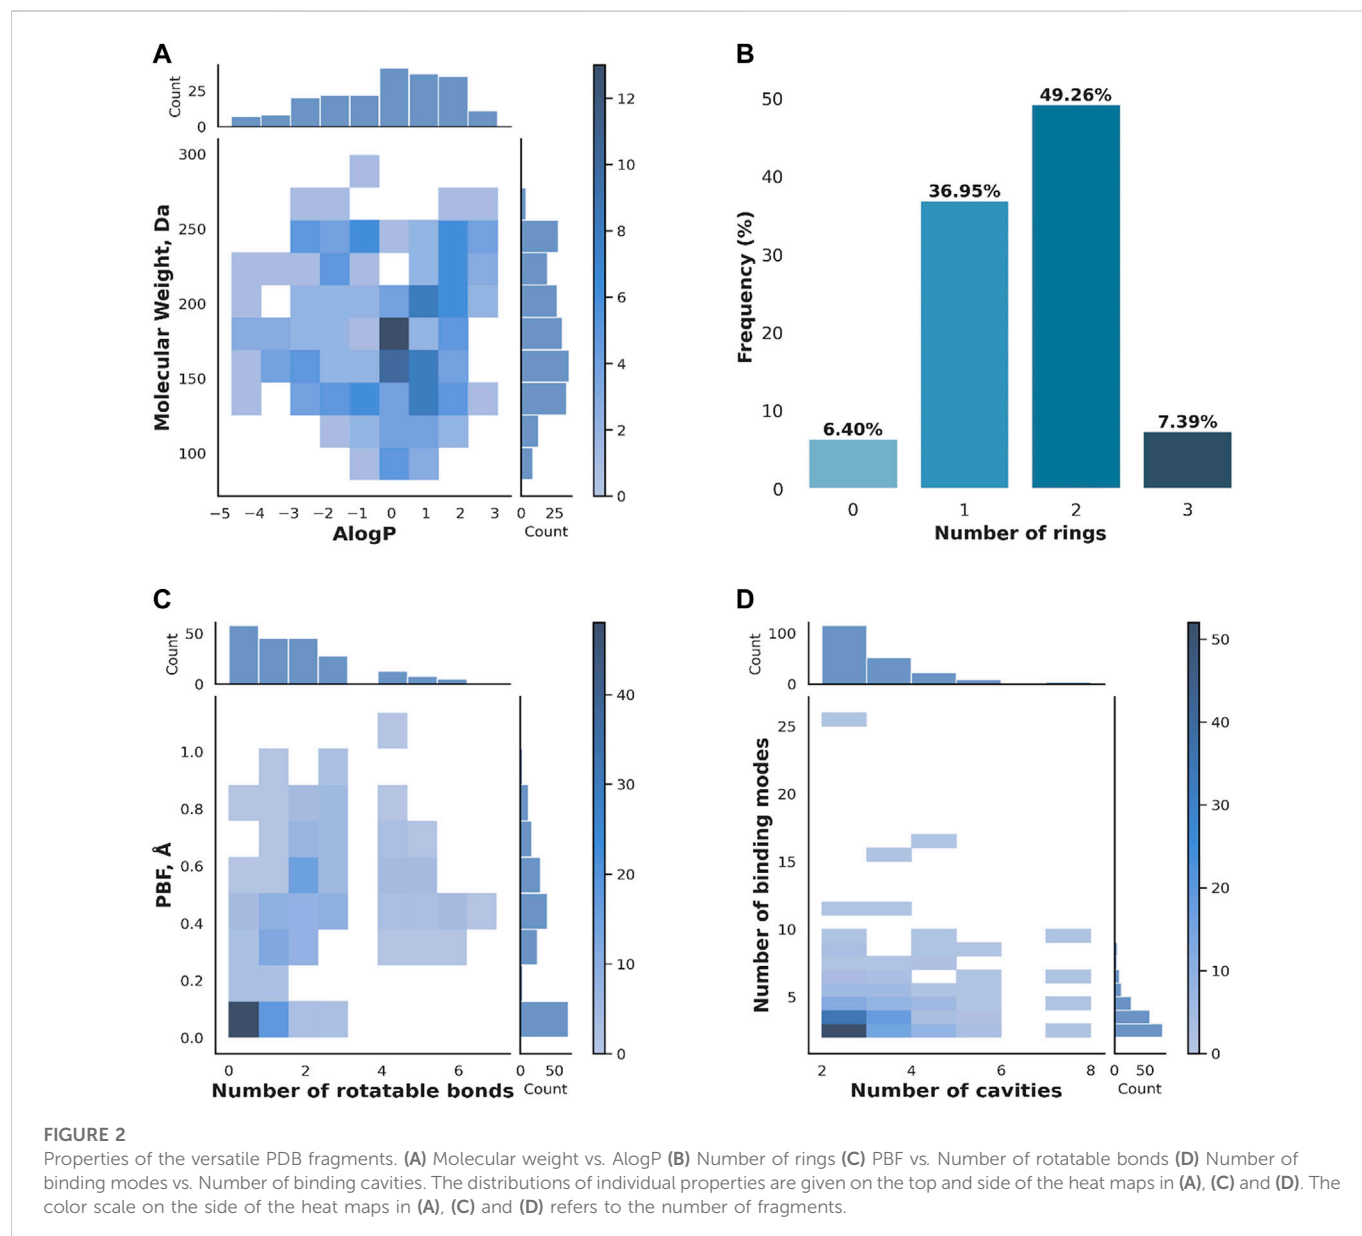 A
Count
25
0
12
10
8
6
4
2
0
Molecular Weight, Da
300
250
200
150
100
−5 −4 −3 −2 −1 0 1 2 3
0 25
AlogP
Count
B
Frequency (%)
50
40
30
20
10
0
6.40%
36.95%
49.26%
7.39%
0 1 2 3
Number of rings
C
Count
50
0
40
30
20
10
0
PBF, Å
1.0
0.8
0.6
0.4
0.2
0.0
0 2 4 6
0 50
Number of rotatable bonds
Count
D
Count
100
0
50
40
30
20
10
0
Number of binding modes
25
20
15
10
5
2 4 6 8
0 50
Number of cavities
Count
FIGURE 2
Properties of the versatile PDB fragments. (A) Molecular weight vs. AlogP (B) Number of rings (C) PBF vs. Number of rotatable bonds (D) Number of
binding modes vs. Number of binding cavities. The distributions of individual properties are given on the top and side of the heat maps in (A), (C) and (D). The
color scale on the side of the heat maps in (A), (C) and (D) refers to the number of fragments.